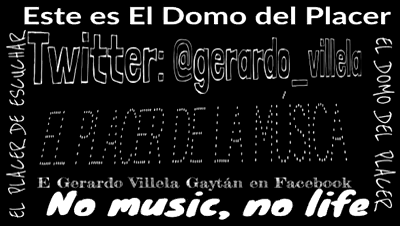 Este es El Domo del Placer
EL PLACER DE ESCUCHAR
Twitter: @gerardo_villela
EL DOMO DEL PLACER
EL PLACER DE LA MÚSICA
E Gerardo Villela Gaytán en Facebook
No music, no life